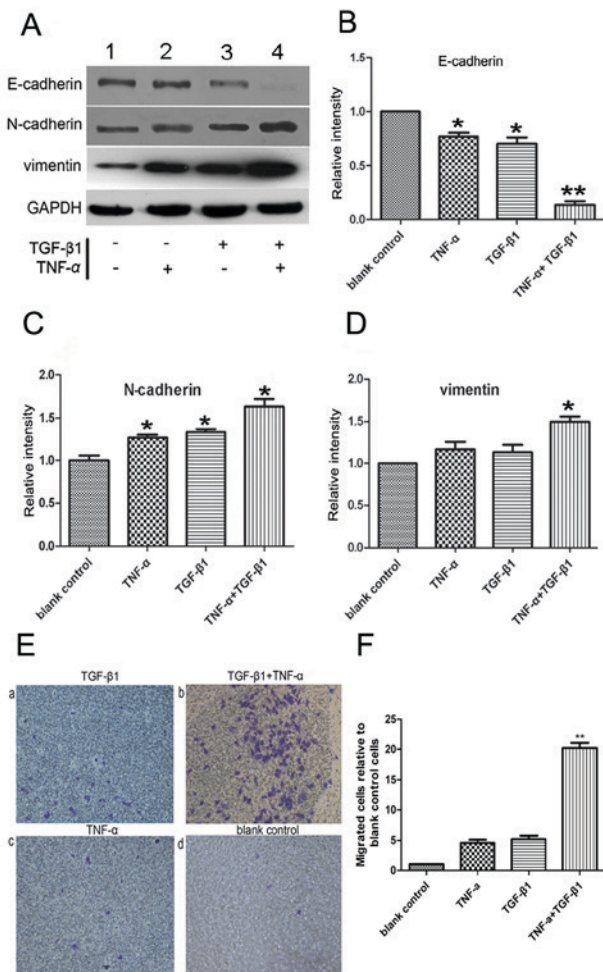 A
1 2 3 4
E-cadherin
N-cadherin
vimentin
GAPDH
TGF-β1 - - + +
TNF-α - + - +
B
E-cadherin
Relative intensity
1.5
1.0
0.5
0.0
*
*
**
blank control
TNF-α
TGF-β1
TNF-α+ TGF-β1
C
N-cadherin
Relative intensity
2.0
1.5
1.0
0.5
0.0
*
*
*
blank control
TNF-α
TGF-β1
TNF-α+TGF-β1
D
vimentin
Relative intensity
2.0
1.5
1.0
0.5
0.0
*
blank control
TNF-α
TGF-β1
TNF-α+TGF-β1
E
TGF-β1
TGF-β1+TNF-α
a
b
TNF-α
blank control
c
d
F
Migrated cells relative to
blank control cells
25
20
15
10
5
0
**
blank control
TNF-a
TGF-β1
TNF-a+TGF-β1